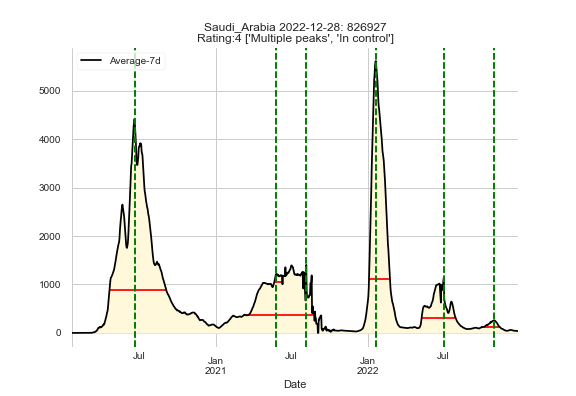 Saudi_Arabia 2022-12-28: 826927
Rating:4 ['Multiple peaks', 'In control']
Average-7d
5000
4000
3000
2000
1000
0
Jul
Jan
2021
Jul
Jan
2022
Jul
Date